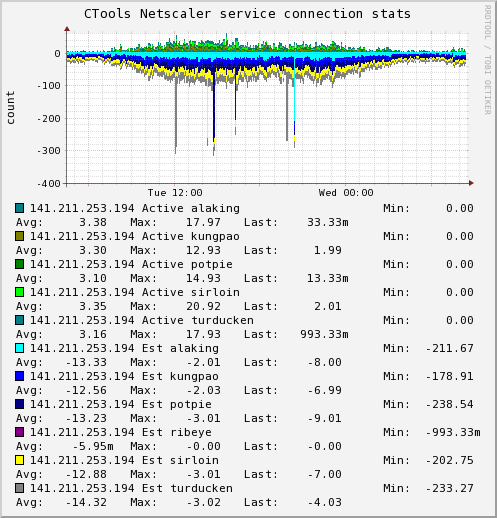 CTools Netscaler service connection stats
RRDTOOL / TOBI OETIKER
count
0
-100
-200
-300
-400
Tue 12:00 Wed 00:00
141.211.253.194 Active alaking Min: 0.00
Avg: 3.38 Max: 17.97 Last: 33.33m
141.211.253.194 Active kungpao Min: 0.00
Avg: 3.30 Max: 12.93 Last: 1.99
141.211.253.194 Active potpie Min: 0.00
Avg: 3.10 Max: 14.93 Last: 13.33m
141.211.253.194 Active sirloin Min: 0.00
Avg: 3.35 Max: 20.92 Last: 2.01
141.211.253.194 Active turducken Min: 0.00
Avg: 3.16 Max: 17.93 Last: 993.33m
141.211.253.194 Est alaking Min: -211.67
Avg: -13.33 Max: -2.01 Last: -8.00
141.211.253.194 Est kungpao Min: -178.91
Avg: -12.56 Max: -2.03 Last: -6.99
141.211.253.194 Est potpie Min: -238.54
Avg: -13.23 Max: -3.01 Last: -9.01
141.211.253.194 Est ribeye Min: -993.33m
Avg: -5.95m Max: -0.00 Last: -0.00
141.211.253.194 Est sirloin Min: -202.75
Avg: -12.88 Max: -3.01 Last: -7.00
141.211.253.194 Est turducken Min: -233.27
Avg: -14.32 Max: -3.02 Last: -4.03